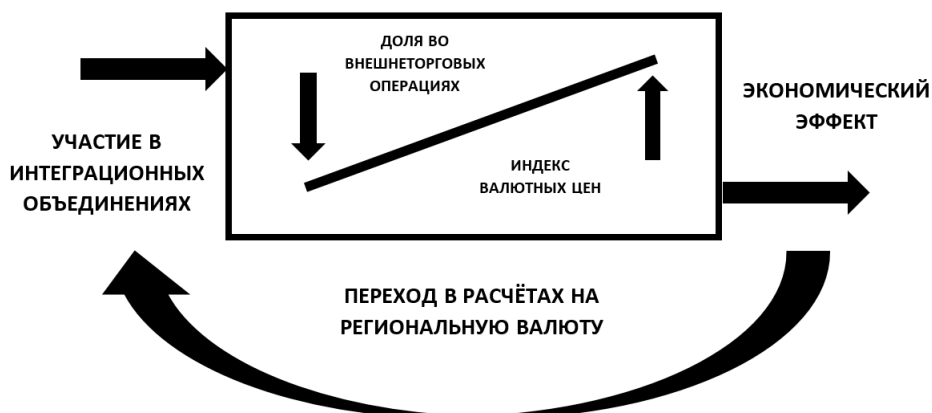 ДОЛЯ ВО
ВНЕШНЕТОРГОВЫХ
ОПЕРАЦИЯХ
УЧАСТИЕ В
ИНТЕГРАЦИОННЫХ
ОБЪЕДИНЕНИЯХ
ИНДЕКС
ВАЛЮТНЫХ ЦЕН
ЭКОНОМИЧЕСКИЙ
ЭФФЕКТ
ПЕРЕХОД В РАСЧЁТАХ НА
РЕГИОНАЛЬНУЮ ВАЛЮТУ